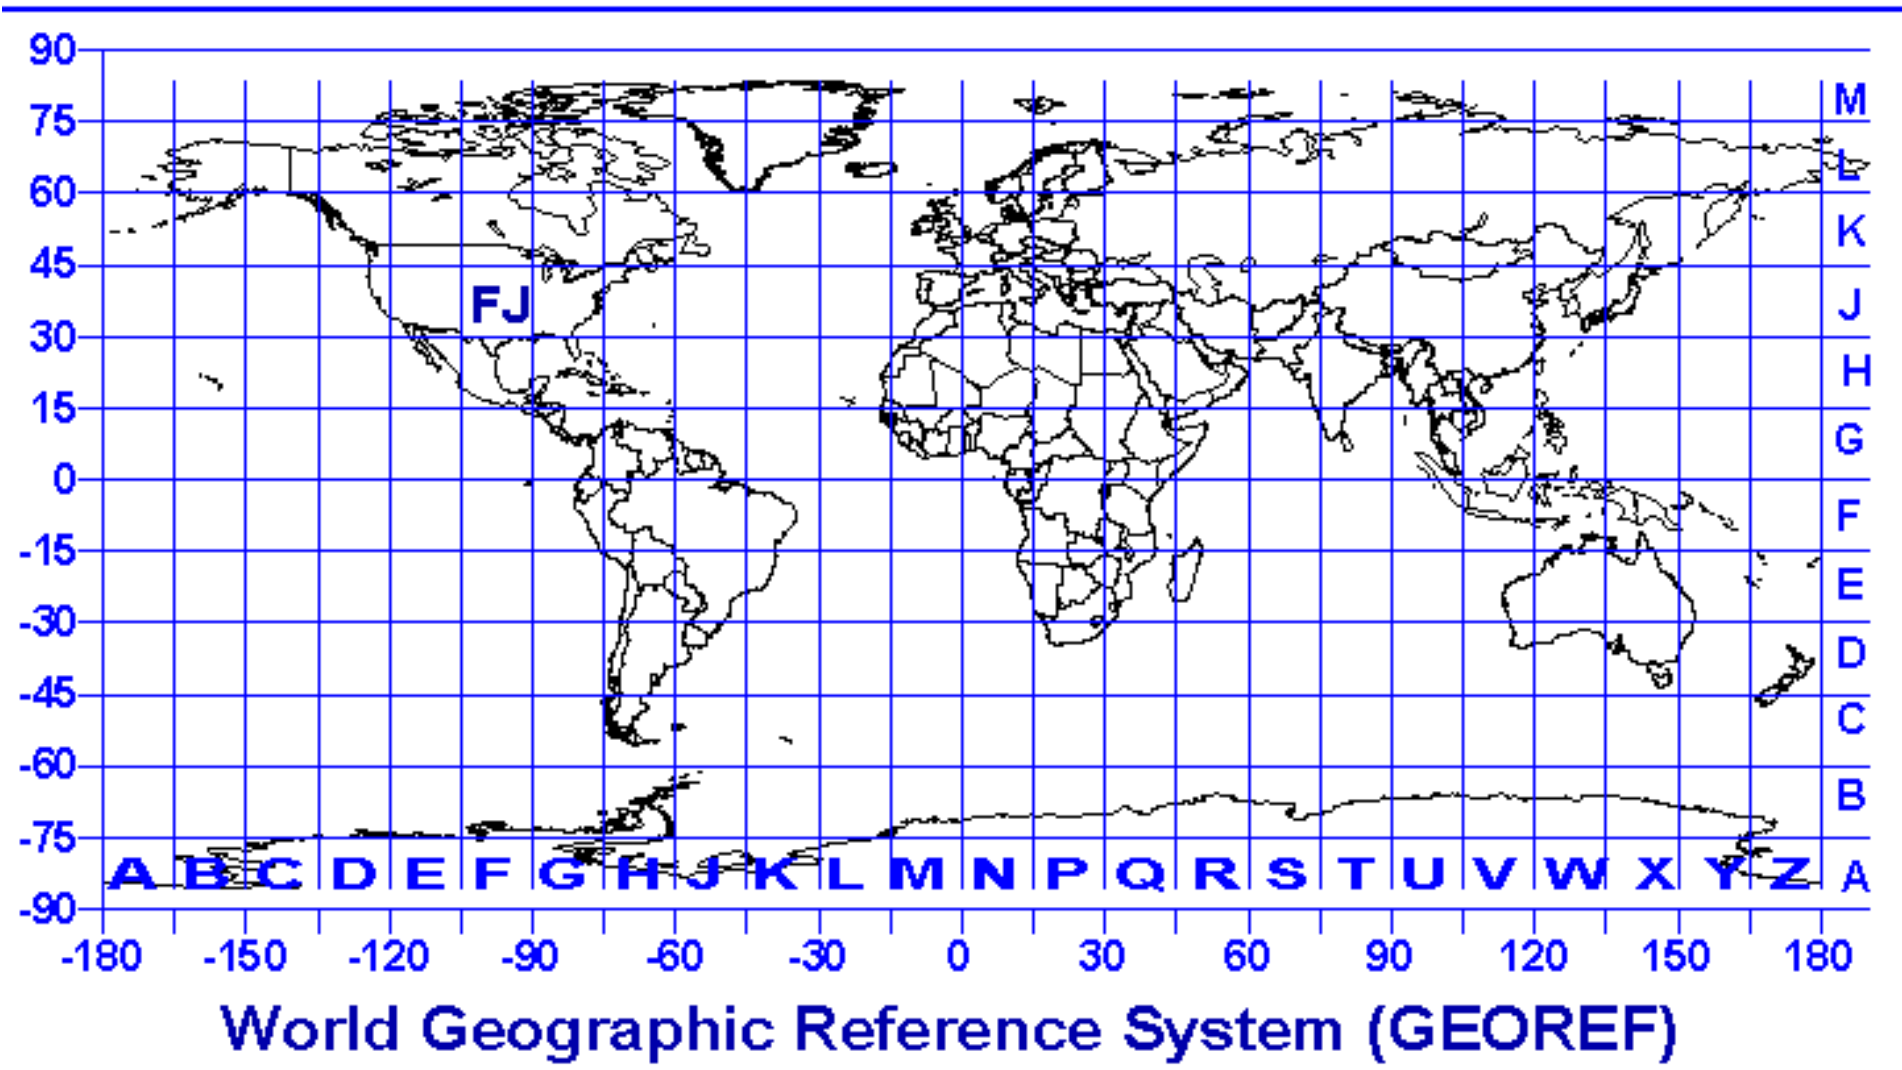 90
M
75
L
60
K
45
FJ
J
30
H
15
G
0
F
-15
E
-30
D
-45
C
-60
B
-75
A B C D E F G H J K L M N P Q R S T U V W X Y Z A
-90
-180 -150 -120 -90 -60 -30 0 30 60 90 120 150 180
World Geographic Reference System (GEOREF)